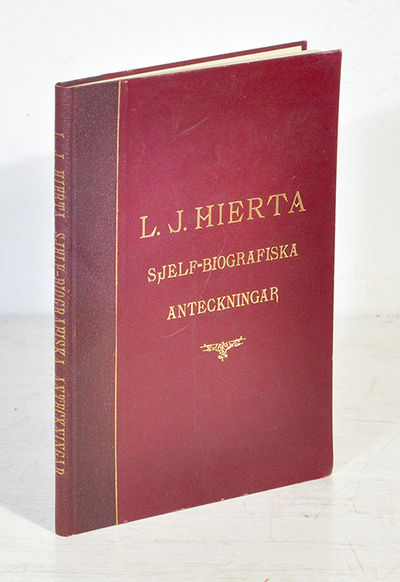 L. J. HIERTA
SJELF-BIOGRAFISKA
ANTECKNINGAR
L. J. HIERTA SJELF-BIOGRAFISKA ANTECKNINGAR